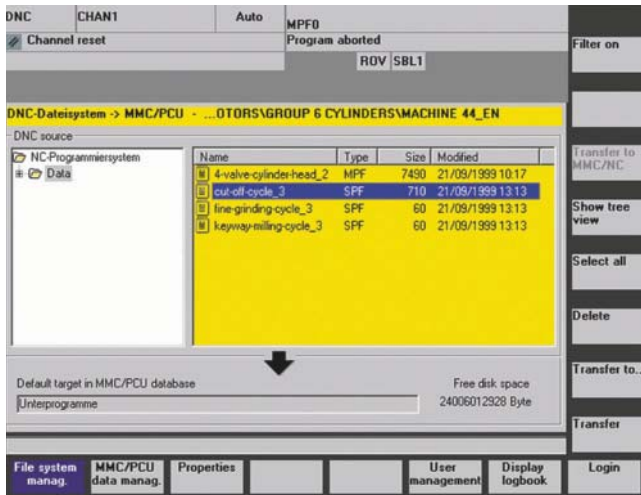 DNC CHAN1 Auto MPF0
Channel reset Program aborted
ROV SBL1
DNC-Dateisystem -> MMC/PCU - ...OTORS\GROUP 6 CYLINDERS\MACHINE 44_EN
DNC source
NC-Programmiersystem
Data
Name Type Size Modified
4-valve-cylinder-head_2 MPF 7490 21/09/1999 10:17
cut-off-cycle_3 SPF 710 21/09/1999 13:13
fine-grinding-cycle_3 SPF 60 21/09/1999 13:13
keyway-milling-cycle_3 SPF 60 21/09/1999 13:13
Default target in MMC/PCU database
Unterprogramme
Free disk space
24006012928 Byte
Filter on
Transfer to
MMC/NC
Show tree
view
Select all
Delete
Transfer to..
Transfer
File system
manag.
MMC/PCU
data manag.
Properties
User
management
Display
logbook
Login